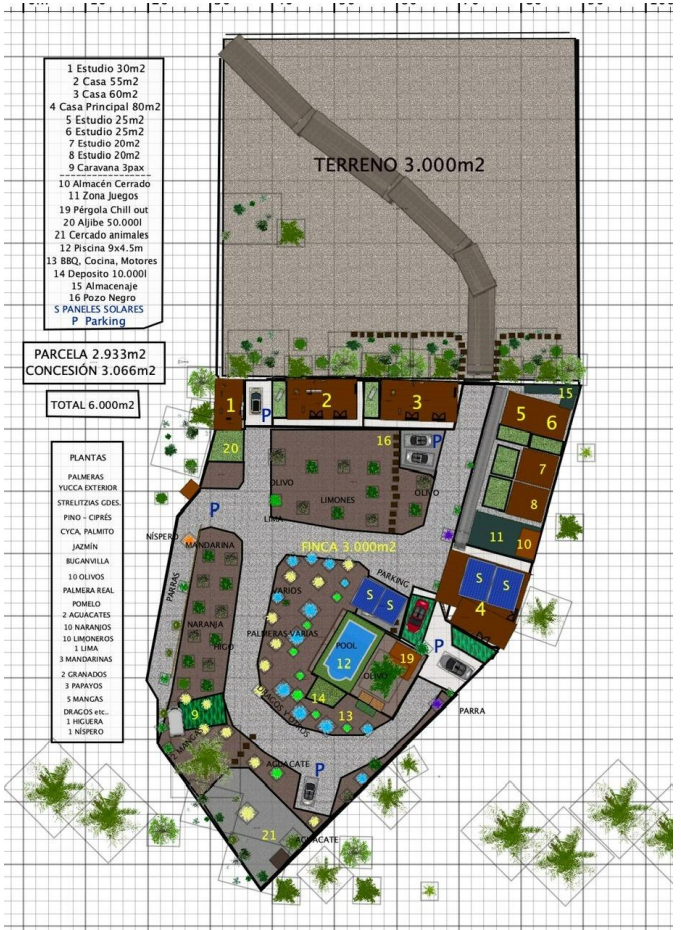 1 Estudio 30m2
2 Casa 55m2
3 Casa 60m2
4 Casa Principal 80m2
5 Estudio 25m2
6 Estudio 25m2
7 Estudio 20m2
8 Estudio 20m2
9 Caravana 3pax
10 Almacén Cerrado
11 Zona Juegos
19 Pérgola Chill out
20 Aljibe 50.000l
21 Cercado animales
12 Piscina 9x4.5m
13 BBQ, Cocina, Motores
14 Deposito 10.000l
15 Almacenaje
16 Pozo Negro
S PANELES SOLARES
P Parking
TERRENO 3.000m2
PARCELA 2.933m2
CONCESIÓN 3.066m2
TOTAL 6.000m2
PLANTAS
PALMERAS
YUCCA EXTERIOR
STRELITZIAS GDES.
PINO - CIPRÉS
CYCA, PALMITO
JAZMÍN
BUGANVILLA
10 OLIVOS
PALMERA REAL
POMELO
2 AGUACATES
10 NARANJOS
10 LIMONEROS
1 LIMA
3 MANDARINAS
2 GRANADOS
3 PAPAYOS
5 MANGAS
DRAGOS etc..
1 HIGUERA
1 NÍSPERO
1
P
2
3
5
6
15
20
16
P
7
OLIVO
LIMONES
OLIVO
8
P
LIMA
NÍSPERO
MANDARINA
FINCA 3.000m2
11
10
PARRAS
VARIOS
PARKING
S
S
S
S
4
NARANJA
PALMERAS VARIAS
HIGO
POOL
12
19
P
OLIVO
DRAGOS Y OTROS
14
13
9
PARRA
MANGAS
AGUACATE
P
21
AGUACATE